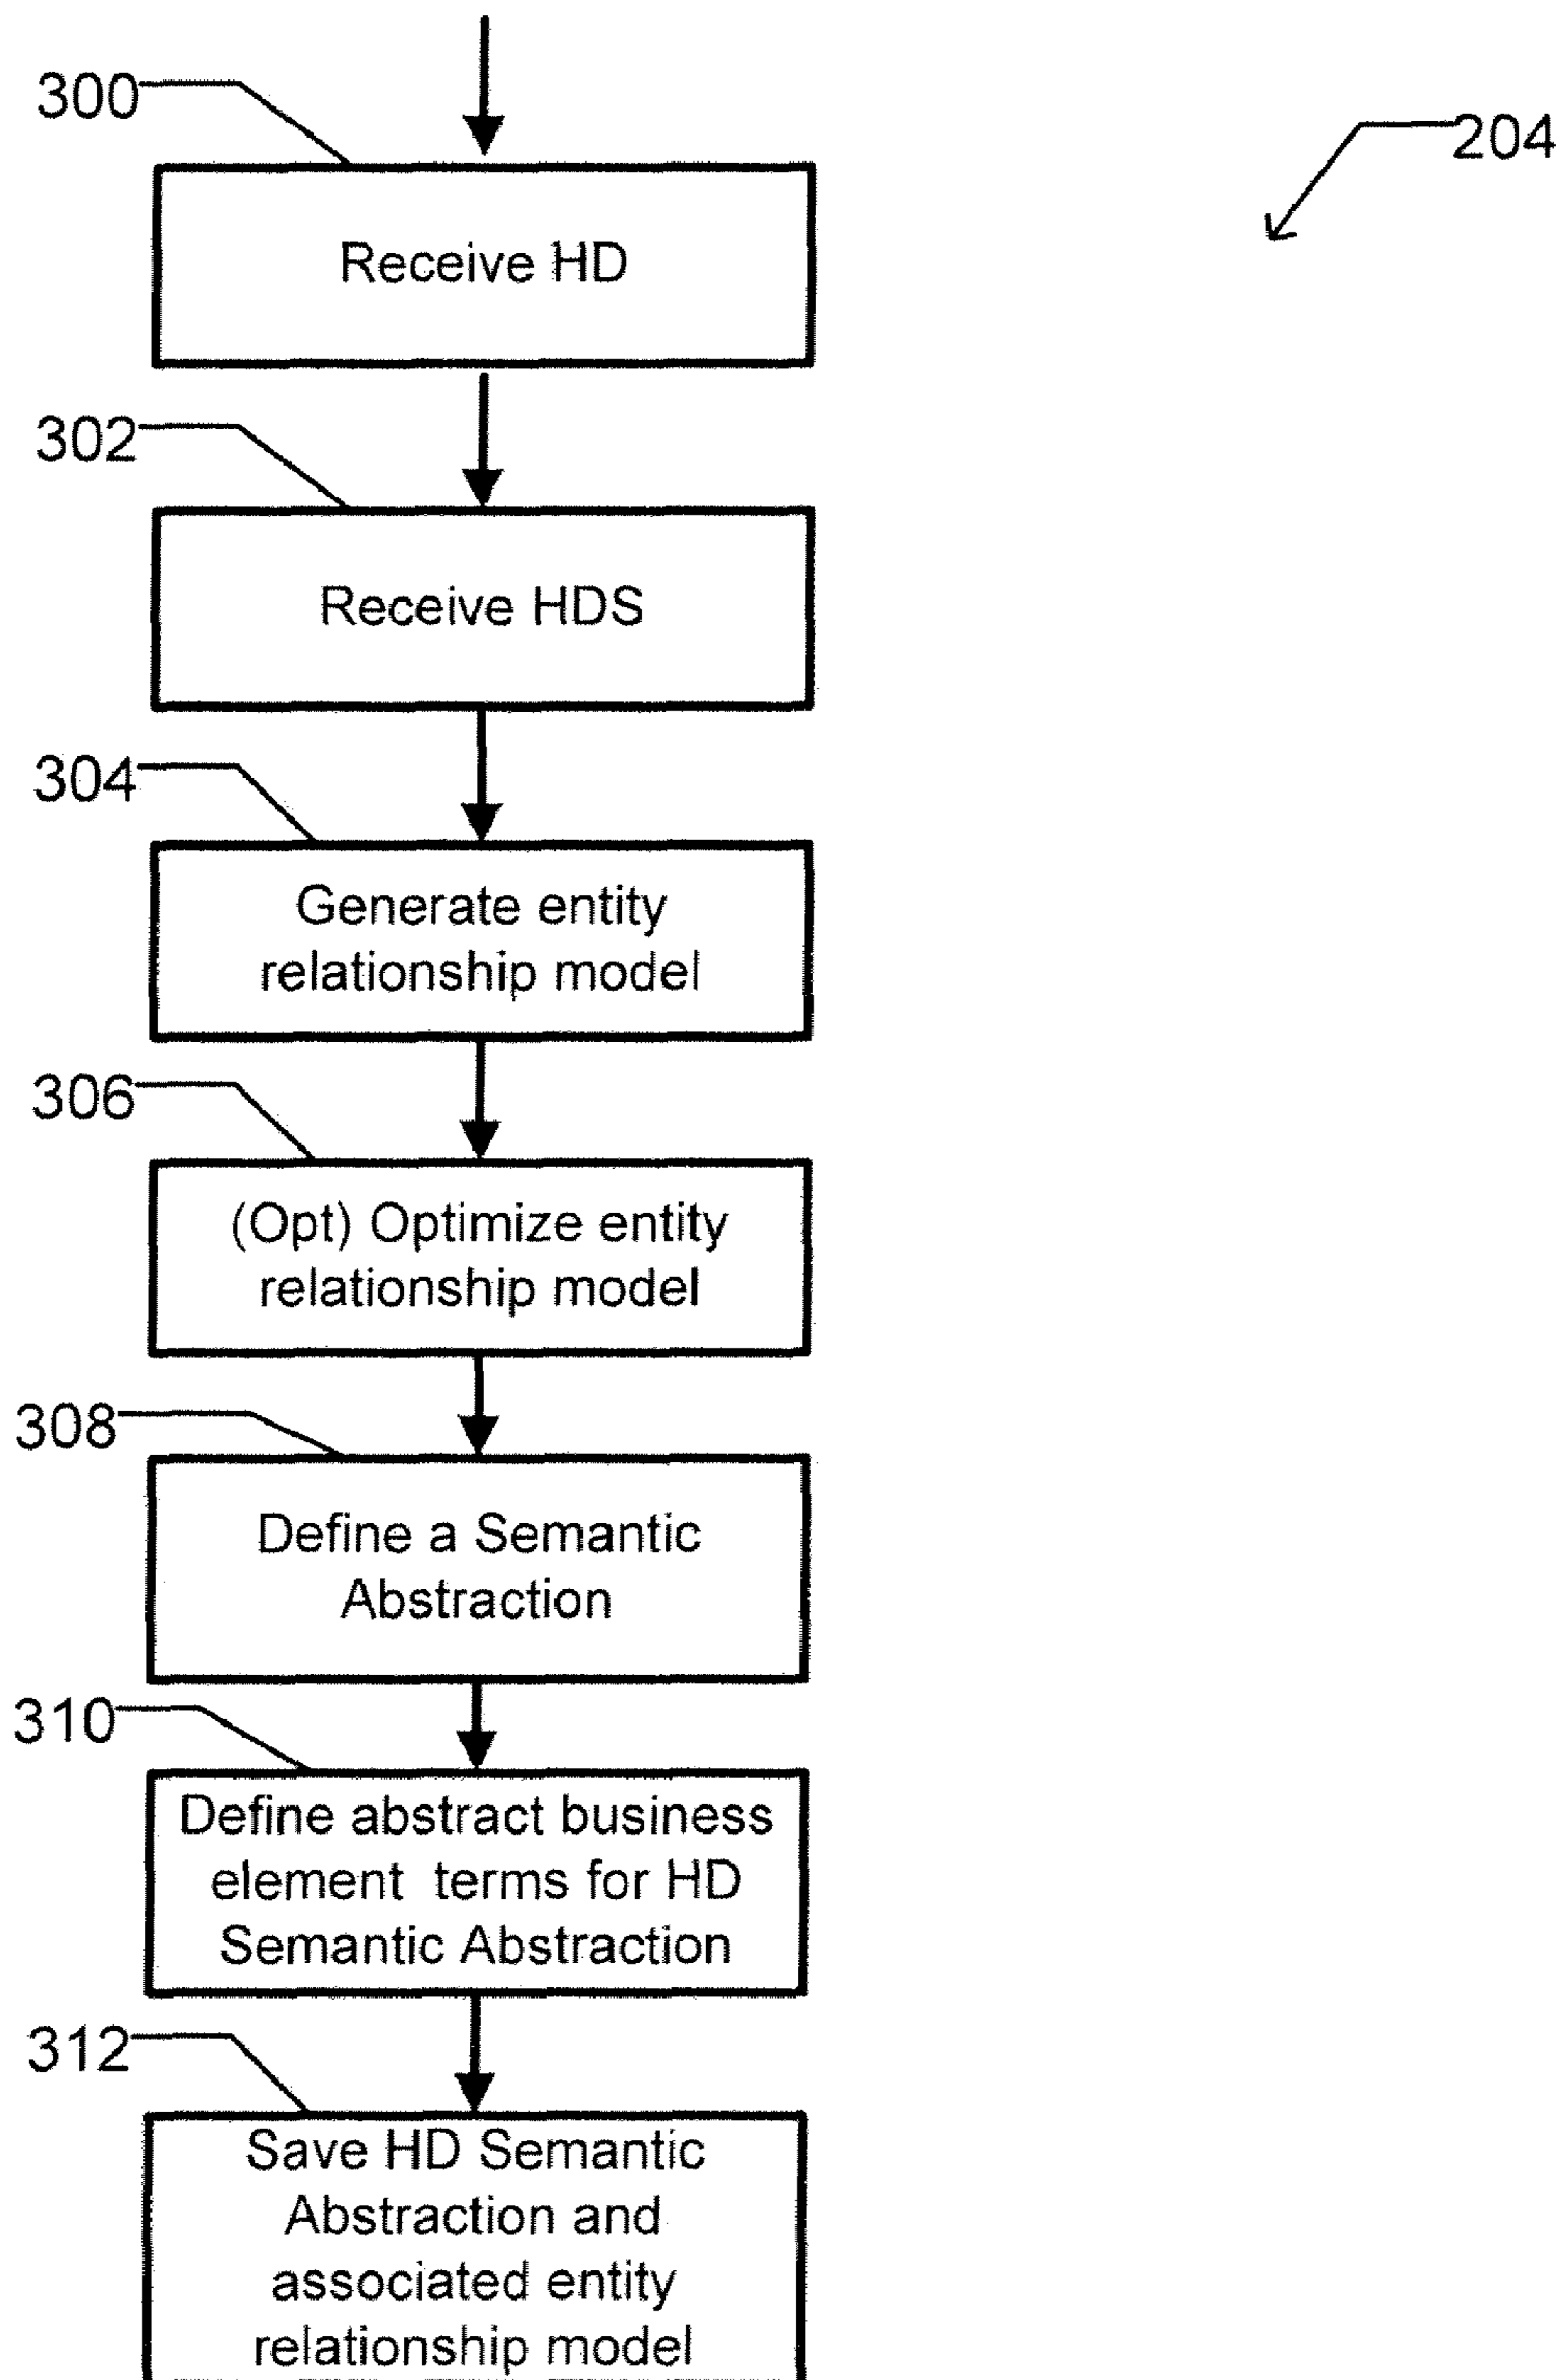 300
204
Receive HD
302
Receive HDS
304
Generate entity
relationship model
306
(Opt) Optimize entity
relationship model
308
Define a Semantic
Abstraction
310
Define abstract business
element terms for HD
Semantic Abstraction
312
Save HD Semantic
Abstraction and
associated entity
relationship model